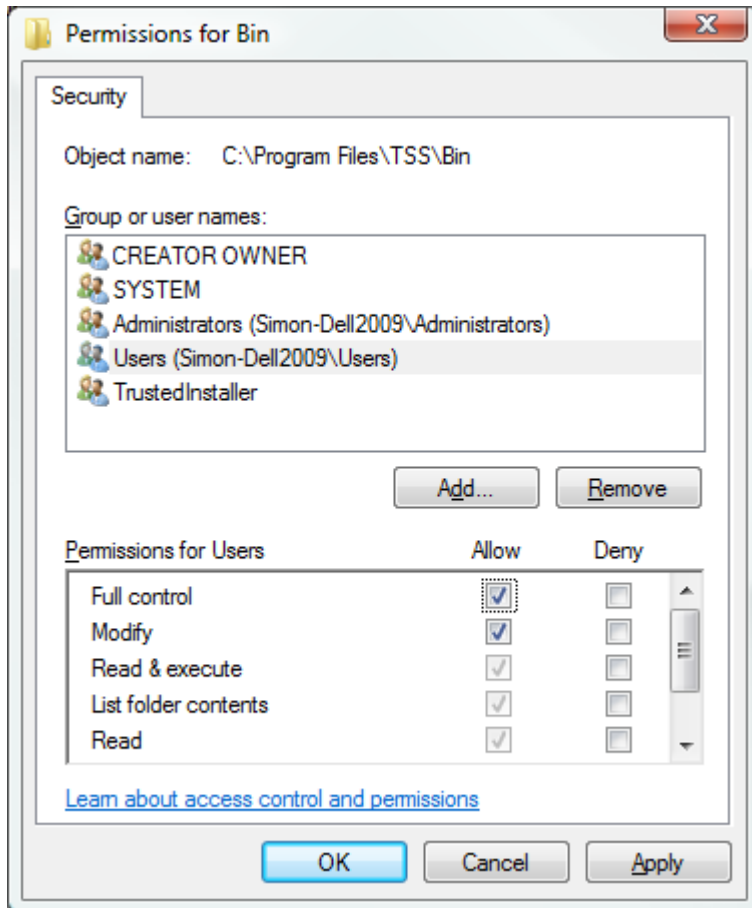 Permissions for Bin
Security
Object name: C:\Program Files\TSS\Bin
Group or user names:
CREATOR OWNER
SYSTEM
Administrators (Simon-Dell2009\Administrators)
Users (Simon-Dell2009\Users)
TrustedInstaller
Add... Remove
Permissions for Users Allow Deny
Full control
Modify
Read & execute
List folder contents
Read
Learn about access control and permissions
OK Cancel Apply